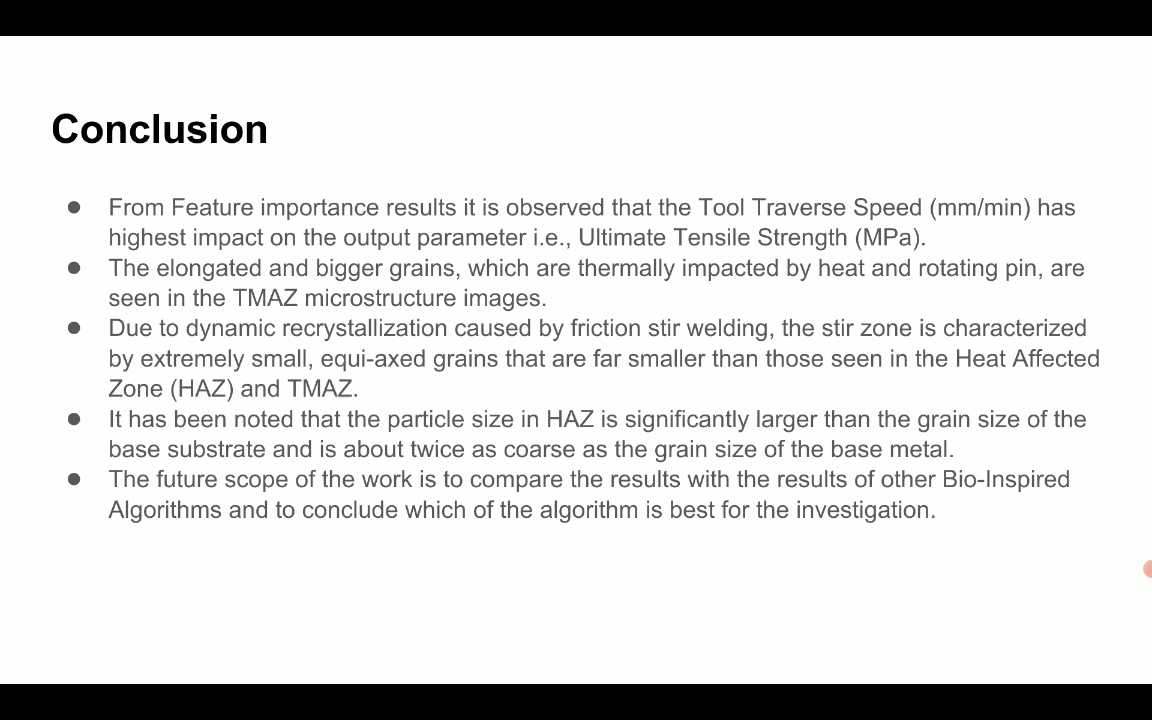 Conclusion
● From Feature importance results it is observed that the Tool Traverse Speed (mm/min) has
highest impact on the output parameter i.e., Ultimate Tensile Strength (MPa).
● The elongated and bigger grains, which are thermally impacted by heat and rotating pin, are
seen in the TMAZ microstructure images.
● Due to dynamic recrystallization caused by friction stir welding, the stir zone is characterized
by extremely small, equi-axed grains that are far smaller than those seen in the Heat Affected
Zone (HAZ) and TMAZ.
● It has been noted that the particle size in HAZ is significantly larger than the grain size of the
base substrate and is about twice as coarse as the grain size of the base metal.
● The future scope of the work is to compare the results with the results of other Bio-Inspired
Algorithms and to conclude which of the algorithm is best for the investigation.